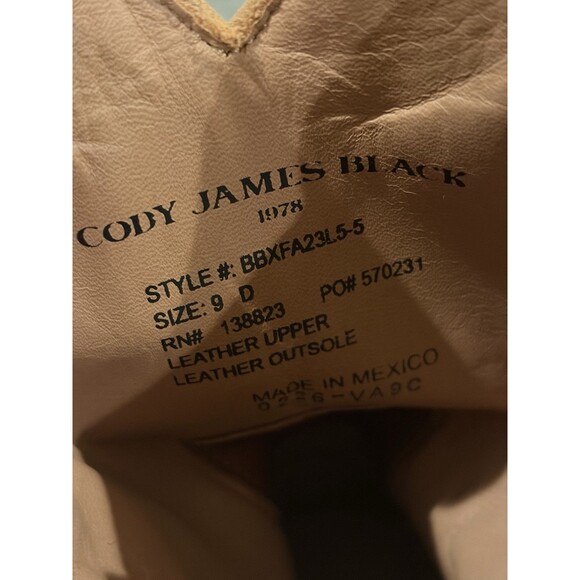 CODY JAMES BLACK
1978
STYLE #: BBXFA23L5-5
SIZE: 9 D
RN# 138823 PO# 570231
LEATHER UPPER
LEATHER OUTSOLE
MADE IN MEXICO